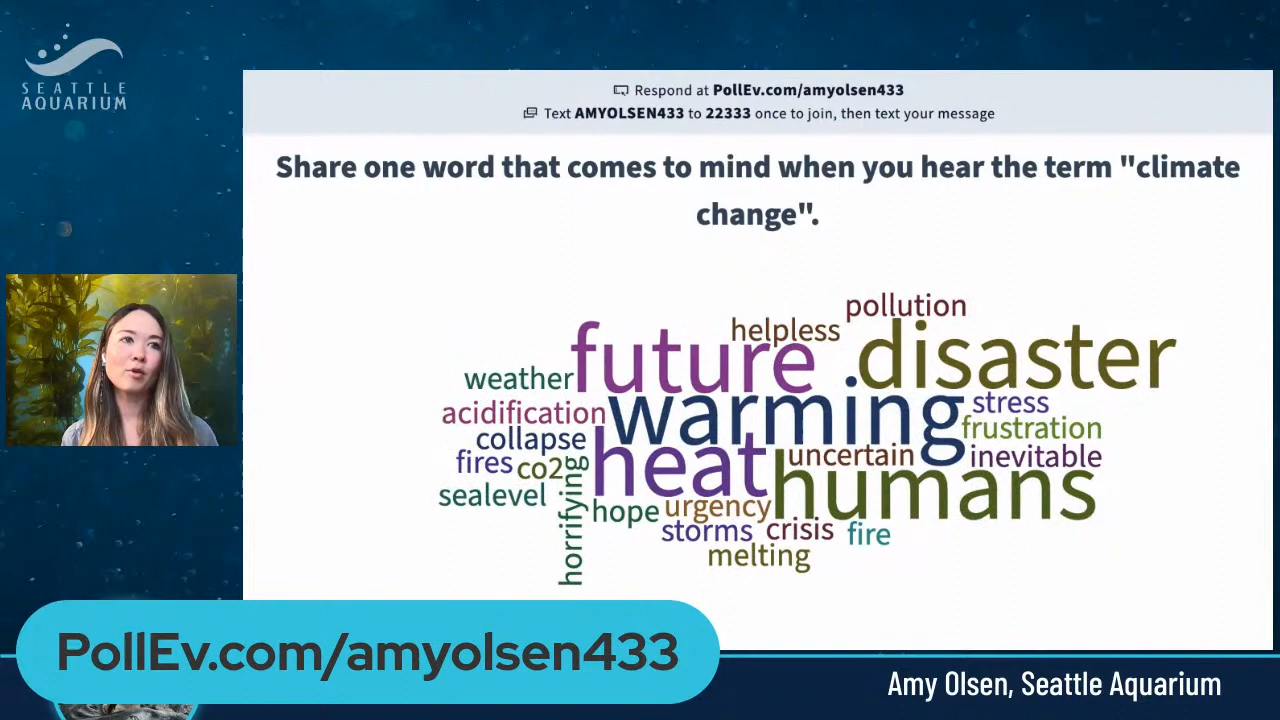 SEATTLE
AQUARIUM
Respond at PollEv.com/amyolsen433
Text AMYOLSEN433 to 22333 once to join, then text your message
Share one word that comes to mind when you hear the term "climate
change".
pollution
helpless
future
disaster
weather
warming
stress
acidification
frustration
collapse
heat
uncertain
inevitable
fires
co2
humans
sealevel
horrifying
hope
urgency
storms
crisis
fire
melting
PollEv.com/amyolsen433
Amy Olsen, Seattle Aquarium